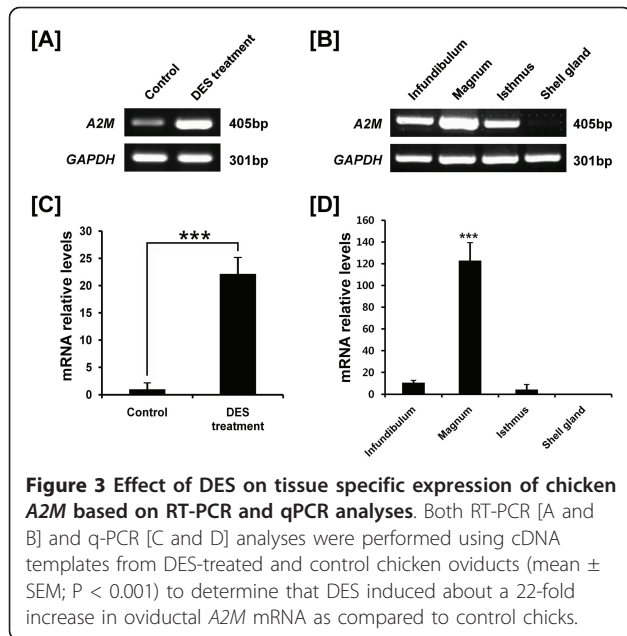 [A]
Control
DES treatment
A2M
405bp
GAPDH
301bp
[B]
Infundibulum
Magnum
Isthmus
Shell gland
A2M
405bp
GAPDH
301bp
[C]
mRNA relative levels
30
25
20
15
10
5
0
***
Control
DES
treatment
[D]
mRNA relative levels
160
140
120
100
80
60
40
20
0
***
Infundibulum
Magnum
Isthmus
Shell gland
Figure 3 Effect of DES on tissue specific expression of chicken
A2M based on RT-PCR and qPCR analyses. Both RT-PCR [A and
B] and q-PCR [C and D] analyses were performed using cDNA
templates from DES-treated and control chicken oviducts (mean ±
SEM; P < 0.001) to determine that DES induced about a 22-fold
increase in oviductal A2M mRNA as compared to control chicks.